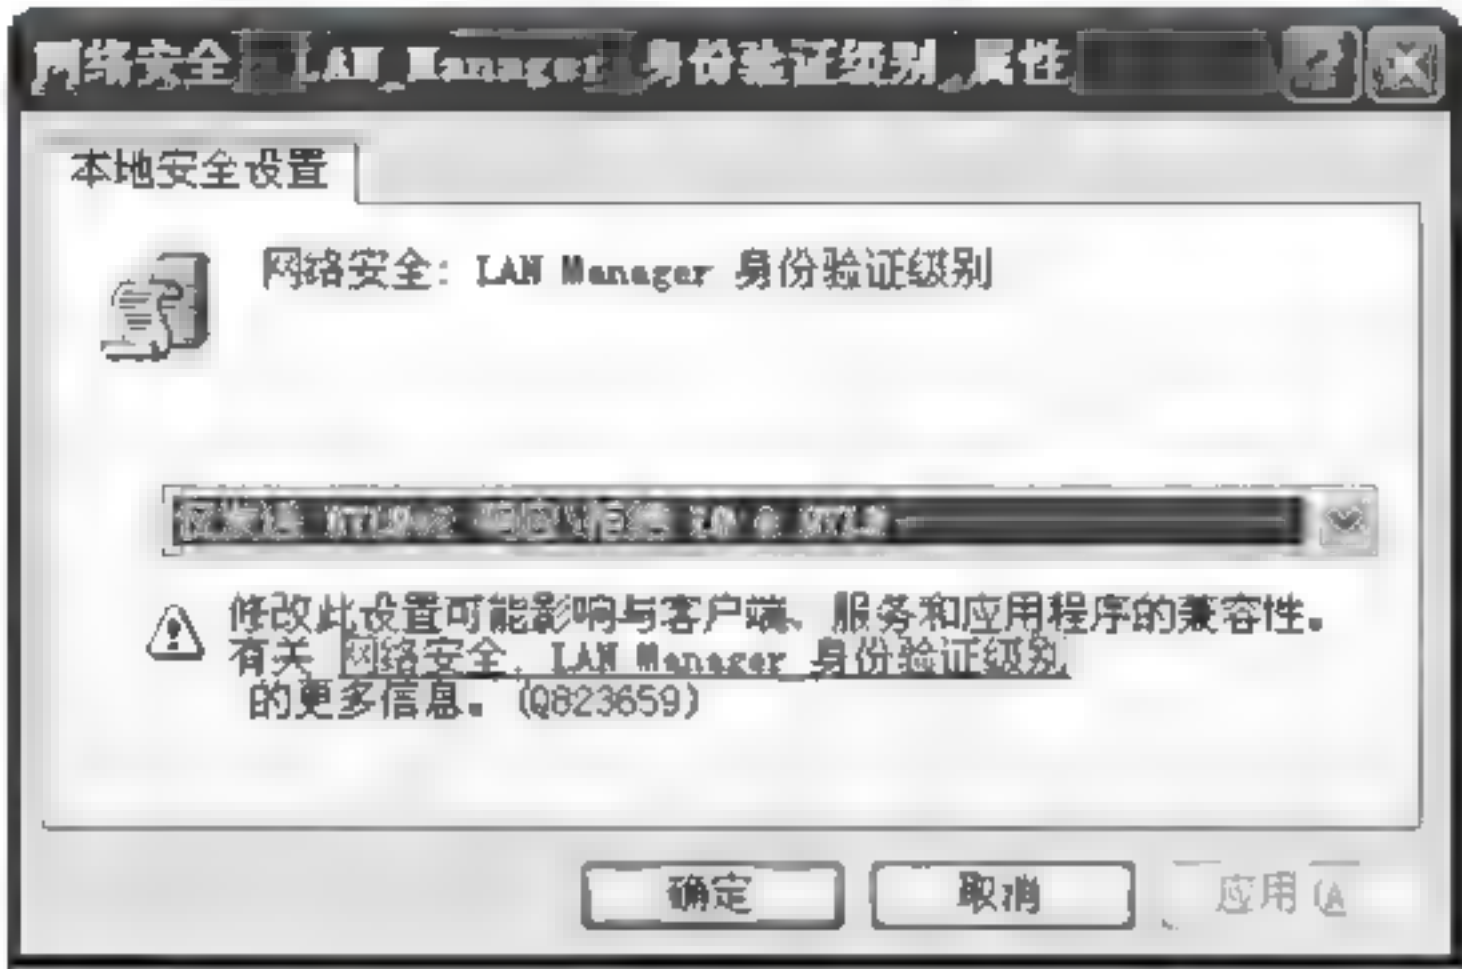 网络安全: LAN Manager 身份验证级别 属性
本地安全设置
网络安全: LAN Manager 身份验证级别
仅发送 NTLMv2 响应\拒绝 LM & NTLM
修改此设置可能影响与客户端、服务和应用程序的兼容性。
有关 网络安全: LAN Manager 身份验证级别
的更多信息。(Q823659)
确定
取消
应用(A